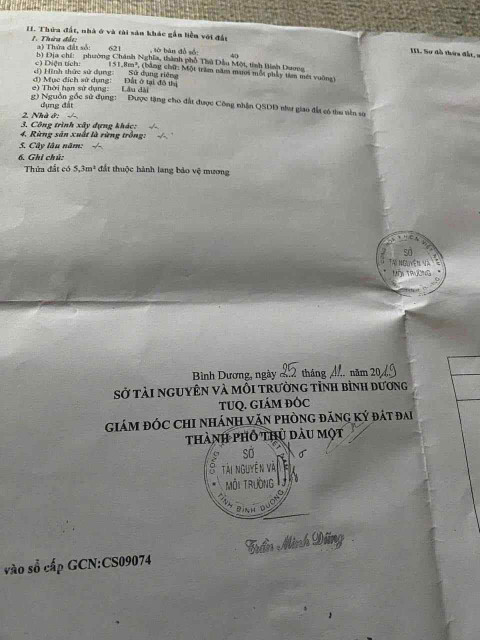 II. Thửa đất, nhà ở và tài sản khác gắn liền với đất
1. Thửa đất:
a) Thửa đất số: 621 , tờ bản đồ số: 40
b) Địa chỉ: phường Chánh Nghĩa, thành phố Thủ Dầu Một, tỉnh Bình Dương
c) Diện tích: 151,8m², (bằng chữ: Một trăm năm mươi mốt phẩy tám mét vuông)
d) Hình thức sử dụng: Sử dụng riêng
đ) Mục đích sử dụng: Đất ở tại đô thị
e) Thời hạn sử dụng: Lâu dài
g) Nguồn gốc sử dụng: Được tặng cho đất được Công nhận QSDĐ như giao đất có thu tiền sử
dụng đất
2. Nhà ở: -/-
3. Công trình xây dựng khác: -/-
4. Rừng sản xuất là rừng trồng: -/-
5. Cây lâu năm: -/-
6. Ghi chú:
Thửa đất có 5,3m² đất thuộc hành lang bảo vệ mương
III. Sơ đồ thửa đất,
SỞ
TÀI NGUYÊN VÀ
MÔI TRƯỜNG
Bình Dương, ngày 25 tháng 11 năm 2019
SỞ TÀI NGUYÊN VÀ MÔI TRƯỜNG TỈNH BÌNH DƯƠNG
TUQ. GIÁM ĐỐC
GIÁM ĐỐC CHI NHÁNH VĂN PHÒNG ĐĂNG KÝ ĐẤT ĐAI
THÀNH PHỐ THỦ DẦU MỘT
SỞ
TÀI NGUYÊN VÀ
MÔI TRƯỜNG
TỈNH BÌNH DƯƠNG
Trần Minh Dũng
vào sổ cấp GCN:CS09074